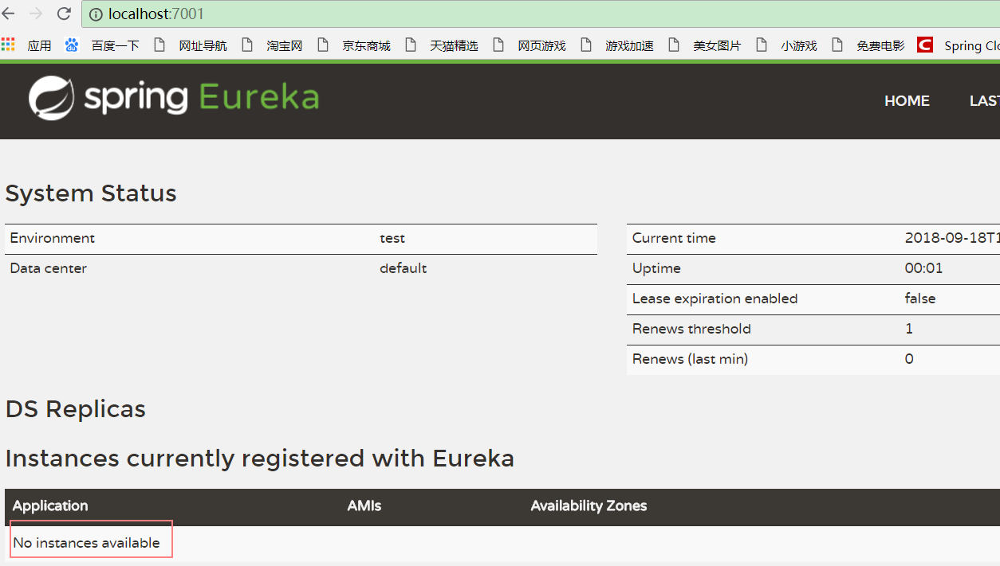 localhost:7001
应用 百度一下 网址导航 淘宝网 京东商城 天猫精选 网页游戏 游戏加速 美女图片 小游戏 免费电影 C Spring Clo
spring Eureka HOME LAST
System Status
Environment test
Data center default
Current time 2018-09-18T1
Uptime 00:01
Lease expiration enabled false
Renews threshold 1
Renews (last min) 0
DS Replicas
Instances currently registered with Eureka
Application AMIs Availability Zones
No instances available